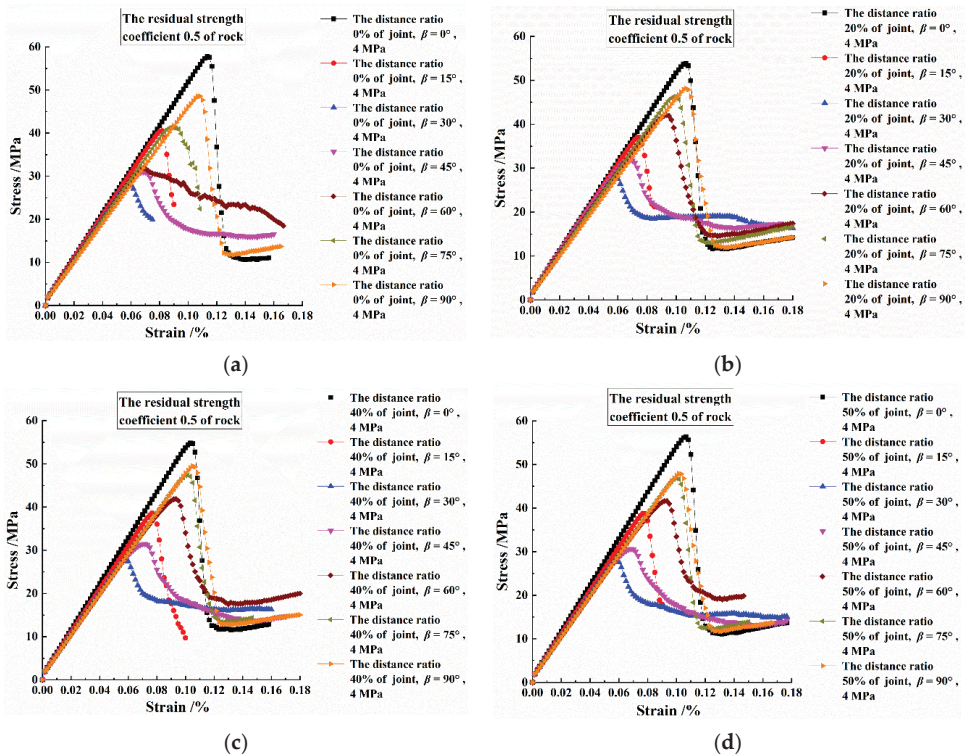 The residual strength
coefficient 0.5 of rock
Stress /MPa
60
50
40
30
20
10
0
0.00 0.02 0.04 0.06 0.08 0.10 0.12 0.14 0.16 0.18
Strain /%
The distance ratio
0% of joint, β = 0° ,
4 MPa
The distance ratio
0% of joint, β = 15° ,
4 MPa
The distance ratio
0% of joint, β = 30° ,
4 MPa
The distance ratio
0% of joint, β = 45° ,
4 MPa
The distance ratio
0% of joint, β = 60° ,
4 MPa
The distance ratio
0% of joint, β = 75° ,
4 MPa
The distance ratio
0% of joint, β = 90° ,
4 MPa
(a)
The residual strength
coefficient 0.5 of rock
Stress /MPa
60
50
40
30
20
10
0
0.00 0.02 0.04 0.06 0.08 0.10 0.12 0.14 0.16 0.18
Strain /%
The distance ratio
20% of joint, β = 0° ,
4 MPa
The distance ratio
20% of joint, β = 15° ,
4 MPa
The distance ratio
20% of joint, β = 30° ,
4 MPa
The distance ratio
20% of joint, β = 45° ,
4 MPa
The distance ratio
20% of joint, β = 60° ,
4 MPa
The distance ratio
20% of joint, β = 75° ,
4 MPa
The distance ratio
20% of joint, β = 90° ,
4 MPa
(b)
The residual strength
coefficient 0.5 of rock
Stress /MPa
60
50
40
30
20
10
0
0.00 0.02 0.04 0.06 0.08 0.10 0.12 0.14 0.16 0.18
Strain /%
The distance ratio
40% of joint, β = 0° ,
4 MPa
The distance ratio
40% of joint, β = 15° ,
4 MPa
The distance ratio
40% of joint, β = 30° ,
4 MPa
The distance ratio
40% of joint, β = 45° ,
4 MPa
The distance ratio
40% of joint, β = 60° ,
4 MPa
The distance ratio
40% of joint, β = 75° ,
4 MPa
The distance ratio
40% of joint, β = 90° ,
4 MPa
(c)
The residual strength
coefficient 0.5 of rock
Stress /MPa
60
50
40
30
20
10
0
0.00 0.02 0.04 0.06 0.08 0.10 0.12 0.14 0.16 0.18
Strain /%
The distance ratio
50% of joint, β = 0° ,
4 MPa
The distance ratio
50% of joint, β = 15° ,
4 MPa
The distance ratio
50% of joint, β = 30° ,
4 MPa
The distance ratio
50% of joint, β = 45° ,
4 MPa
The distance ratio
50% of joint, β = 60° ,
4 MPa
The distance ratio
50% of joint, β = 75° ,
4 MPa
The distance ratio
50% of joint, β = 90° ,
4 MPa
(d)